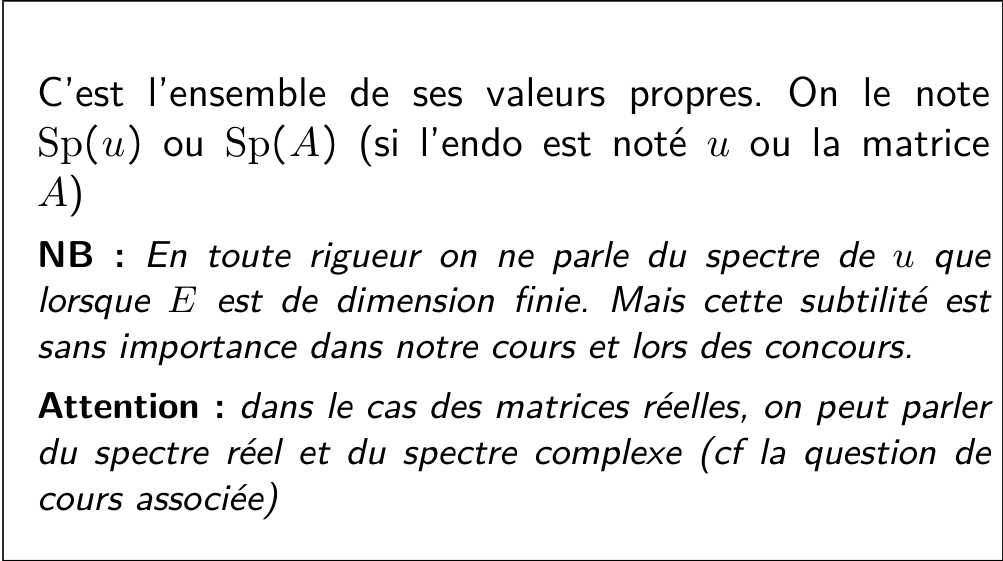 C'est l'ensemble de ses valeurs propres. On le note
Sp(u) ou Sp(A) (si l'endo est noté u ou la matrice
A)
NB : En toute rigueur on ne parle du spectre de u que
lorsque E est de dimension finie. Mais cette subtilité est
sans importance dans notre cours et lors des concours.
Attention : dans le cas des matrices réelles, on peut parler
du spectre réel et du spectre complexe (cf la question de
cours associée)